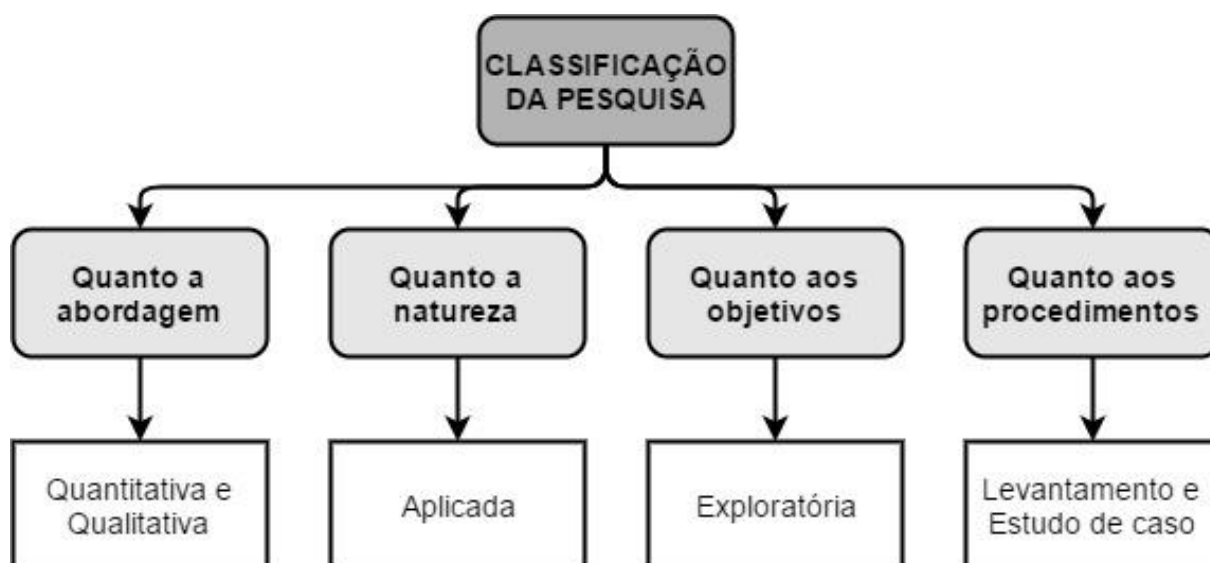 CLASSIFICAÇÃO
DA PESQUISA
Quanto a
abordagem
Quanto a
natureza
Quanto aos
objetivos
Quanto aos
procedimentos
Quantitativa e
Qualitativa
Aplicada
Exploratória
Levantamento e
Estudo de caso